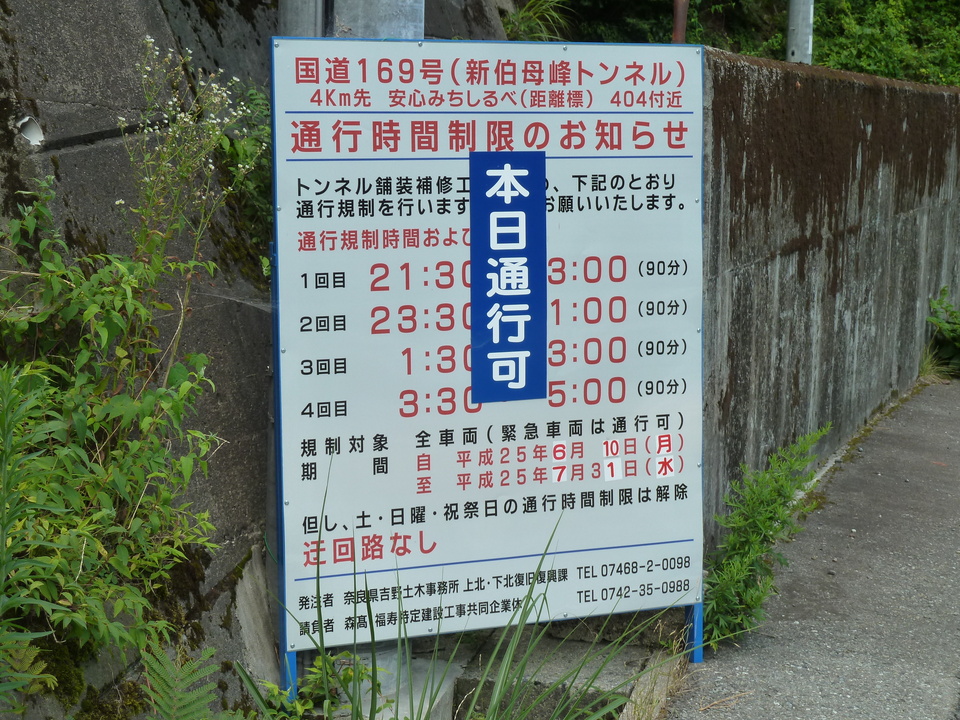 国道169号(新伯母峰トンネル)
4Km先 安心みちしるべ(距離標) 404付近
通行時間制限のお知らせ
トンネル舗装補修工 、下記のとおり
通行規制を行います お願いいたします。
通行規制時間およ
1回目 21:30 3:00 (90分)
2回目 23:30 1:00 (90分)
3回目 1:30 3:00 (90分)
4回目 3:30 5:00 (90分)
本日通行可
規制対象 全車両(緊急車両は通行可)
期間 自 平成25年6月 10日(月)
至 平成25年7月31日(水)
但し、土・日曜・祝祭日の通行時間制限は解除
迂回路なし
発注者 奈良県吉野土木事務所 上北・下北復旧復興課 TEL 07468-2-0098
請負者 森髙・福寿特定建設工事共同企業体 TEL 0742-35-0988